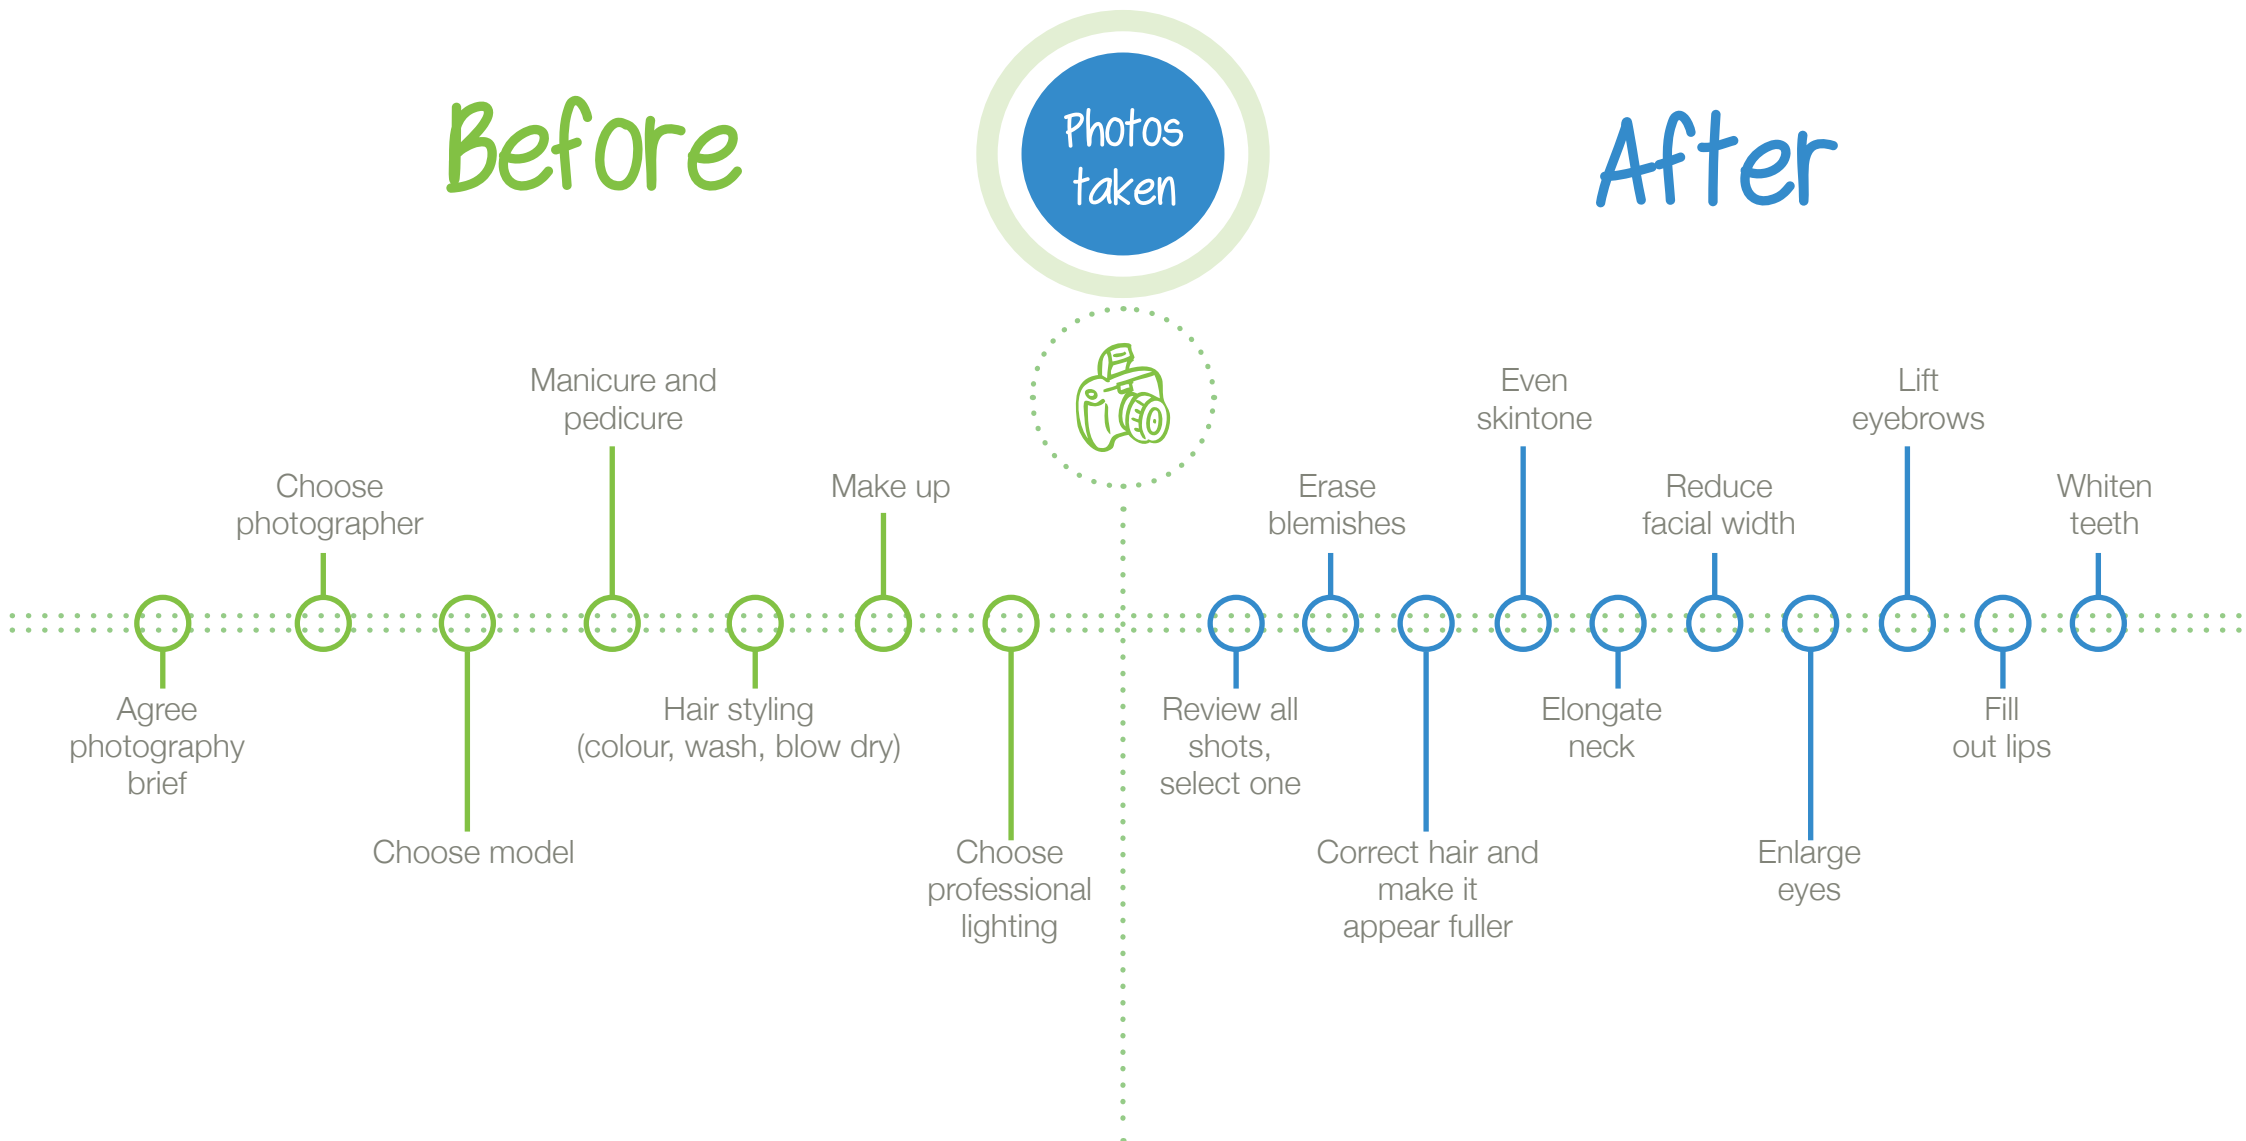 Before
Photos
taken
After
Agree
photography
brief
Choose
photographer
Choose model
Manicure and
pedicure
Hair styling
(colour, wash, blow dry)
Make up
Choose
professional
lighting
Review all
shots,
select one
Erase
blemishes
Correct hair and
make it
appear fuller
Even
skintone
Elongate
neck
Reduce
facial width
Enlarge
eyes
Lift
eyebrows
Fill
out lips
Whiten
teeth